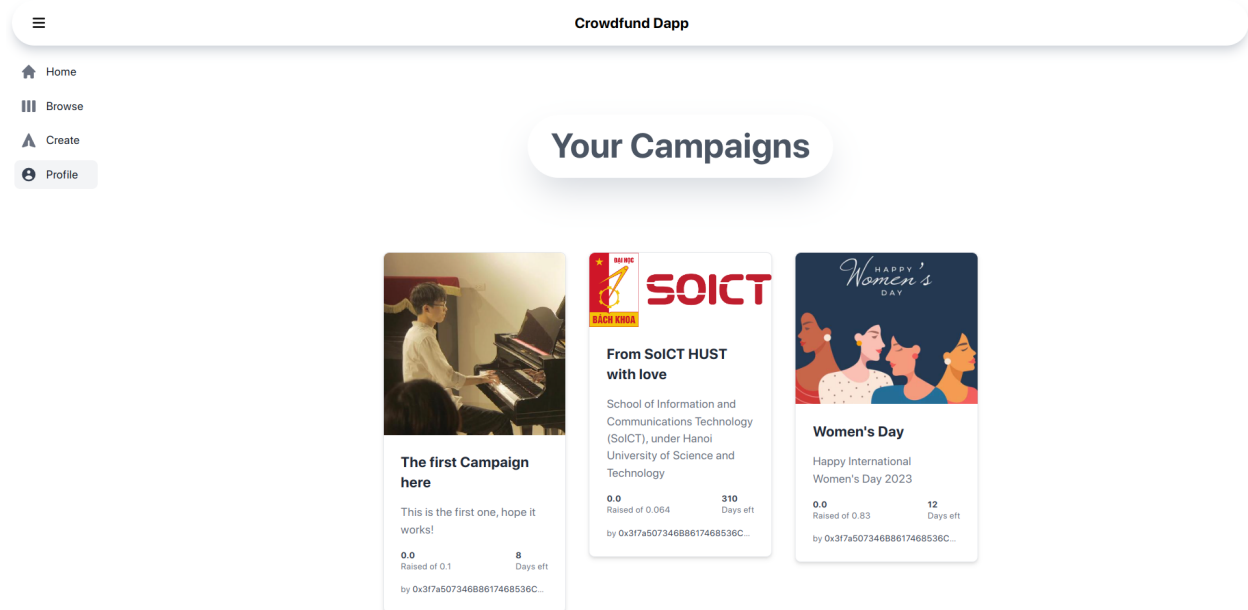 Crowdfund Dapp
Home
Browse
Create
Profile
Your Campaigns
The first Campaign
here
This is the first one, hope it
works!
0.0
8
Raised of 0.1
Days eft
by 0x3f7a507346B8617468536C...
ĐẠI HỌC
BÁCH KHOA
SOICT
From SoICT HUST
with love
School of Information and
Communications Technology
(SoICT), under Hanoi
University of Science and
Technology
0.0
310
Raised of 0.064
Days eft
by 0x3f7a507346B8617468536C...
HAPPY
Women's
DAY
Women's Day
Happy International
Women's Day 2023
0.0
12
Raised of 0.83
Days eft
by 0x3f7a507346B8617468536C...